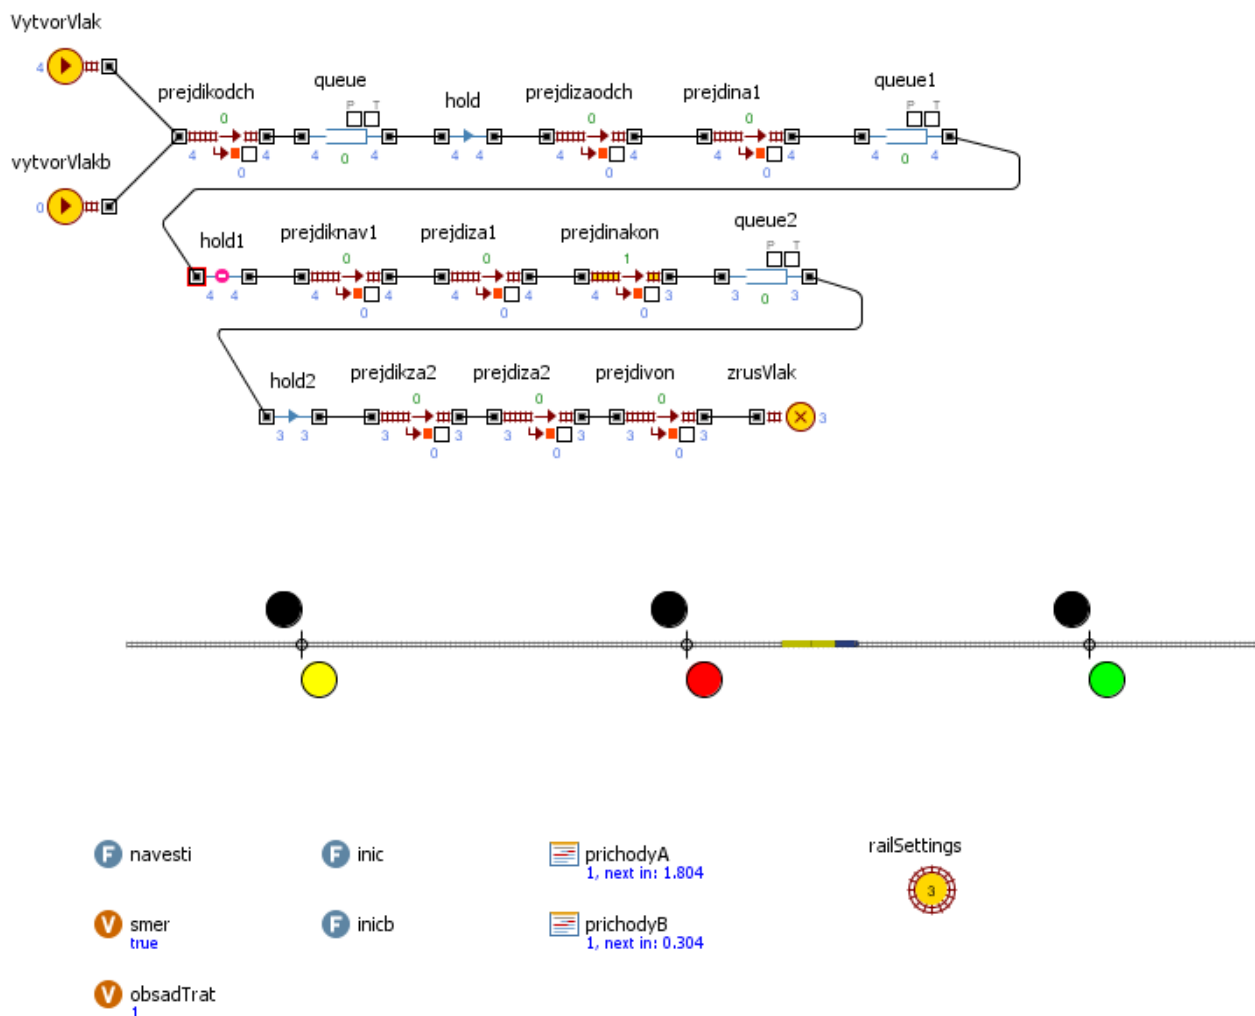 VytvorVlak
4
prejdikodch
queue
hold
prejdizaodch
prejdina1
queue1
P T
P T
0
0
0
4 4
4 0 4
4 4
4 4
4 4
4 0 4
0
0
0
vytvorVlakb
0
hold1
prejdiknav1
prejdiza1
prejdinakon
queue2
P T
0
0
1
4 4
4 4
4 4
4 3
3 0 3
0
0
0
hold2
prejdikza2
prejdiza2
prejdivon
zrusVlak
0
0
0
3 3
3 3
3 3
3 3
3
0
0
0
navesti
inic
prichodyA
1, next in: 1.804
railSettings
3
smer
true
inicb
prichodyB
1, next in: 0.304
obsadTrat
1
F
F
V
F
V